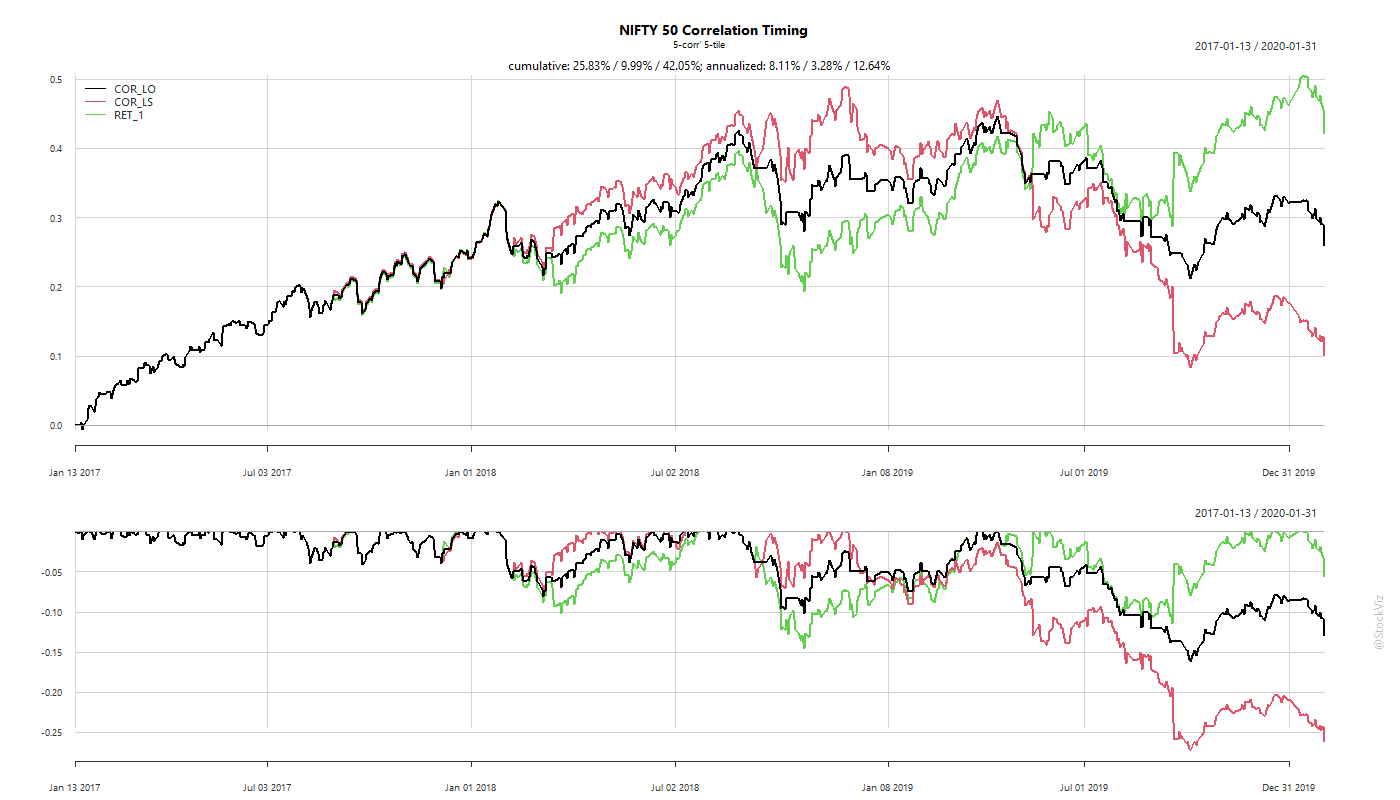 NIFTY 50 Correlation Timing
5-corr' 5-tile
2017-01-13 / 2020-01-31
cumulative: 25.83% / 9.99% / 42.05%; annualized: 8.11% / 3.28% / 12.64%
COR_LO
COR_LS
RET_1
0.5
0.4
0.3
0.2
0.1
0.0
Jan 13 2017 Jul 03 2017 Jan 01 2018 Jul 02 2018 Jan 08 2019 Jul 01 2019 Dec 31 2019
2017-01-13 / 2020-01-31
-0.05
-0.10
-0.15
-0.20
-0.25
Jan 13 2017 Jul 03 2017 Jan 01 2018 Jul 02 2018 Jan 08 2019 Jul 01 2019 Dec 31 2019
@StockViz